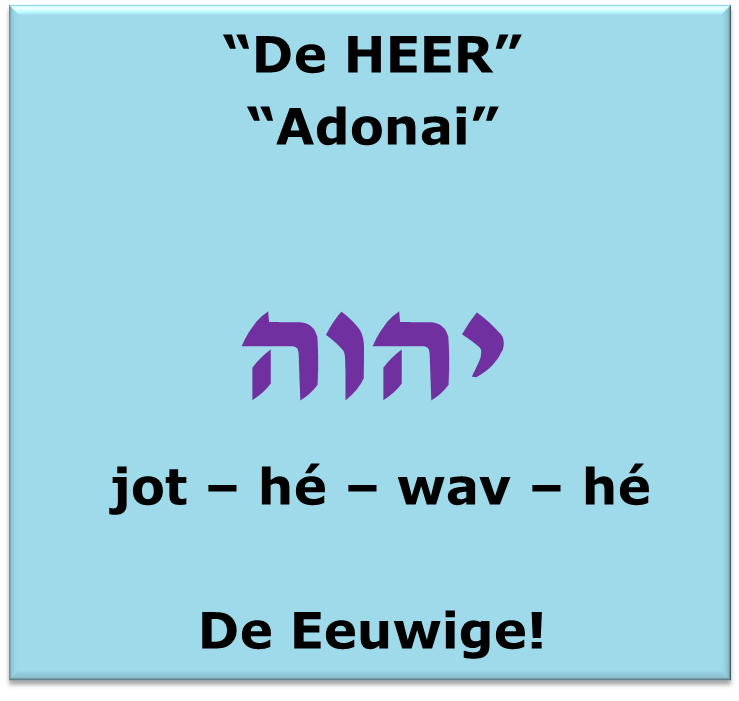 “De HEER”
“Adonai”
יהוה
jot – hé – wav – hé
De Eeuwige!